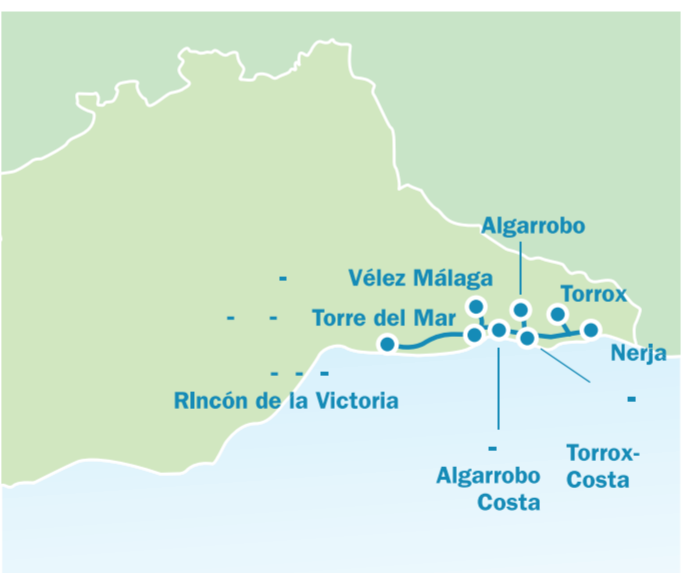 Algarrobo
-
Vélez Málaga
Torrox
- -
Torre del Mar
Nerja
- - -
RIncón de la Victoria
-
-
Algarrobo
Costa
Torrox-
Costa